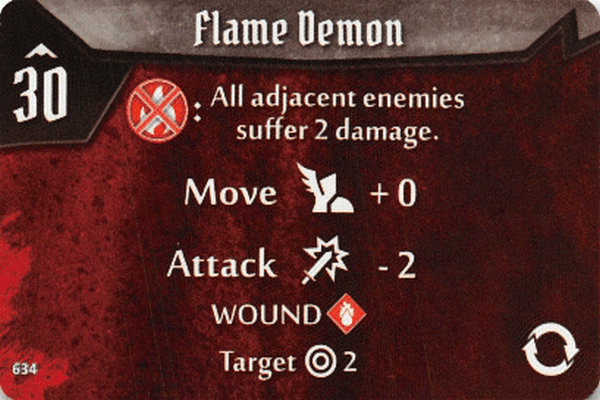 Flame Demon
30
: All adjacent enemies
suffer 2 damage.
Move + 0
Attack - 2
WOUND
Target 2
634